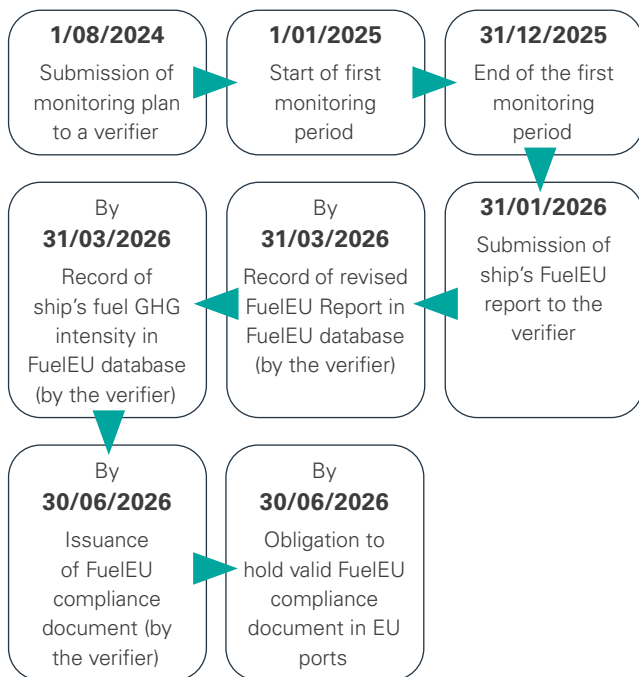 1/08/2024
Submission of
monitoring plan
to a verifier
1/01/2025
Start of first
monitoring
period
31/12/2025
End of the first
monitoring
period
31/01/2026
Submission of
ship's FuelEU
report to the
verifier
By
31/03/2026
Record of revised
FuelEU Report in
FuelEU database
(by the verifier)
By
31/03/2026
Record of
ship's fuel GHG
intensity in
FuelEU database
(by the verifier)
By
30/06/2026
Issuance
of FuelEU
compliance
document (by
the verifier)
By
30/06/2026
Obligation to
hold valid FuelEU
compliance
document in EU
ports